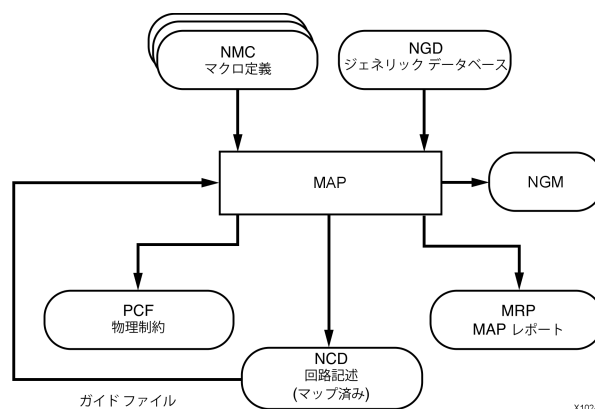 NMC
マクロ定義
NGD
ジェネリック データベース
MAP
NGM
PCF
物理制約
MRP
MAP レポート
NCD
回路記述
(マップ済み)
ガイド ファイル